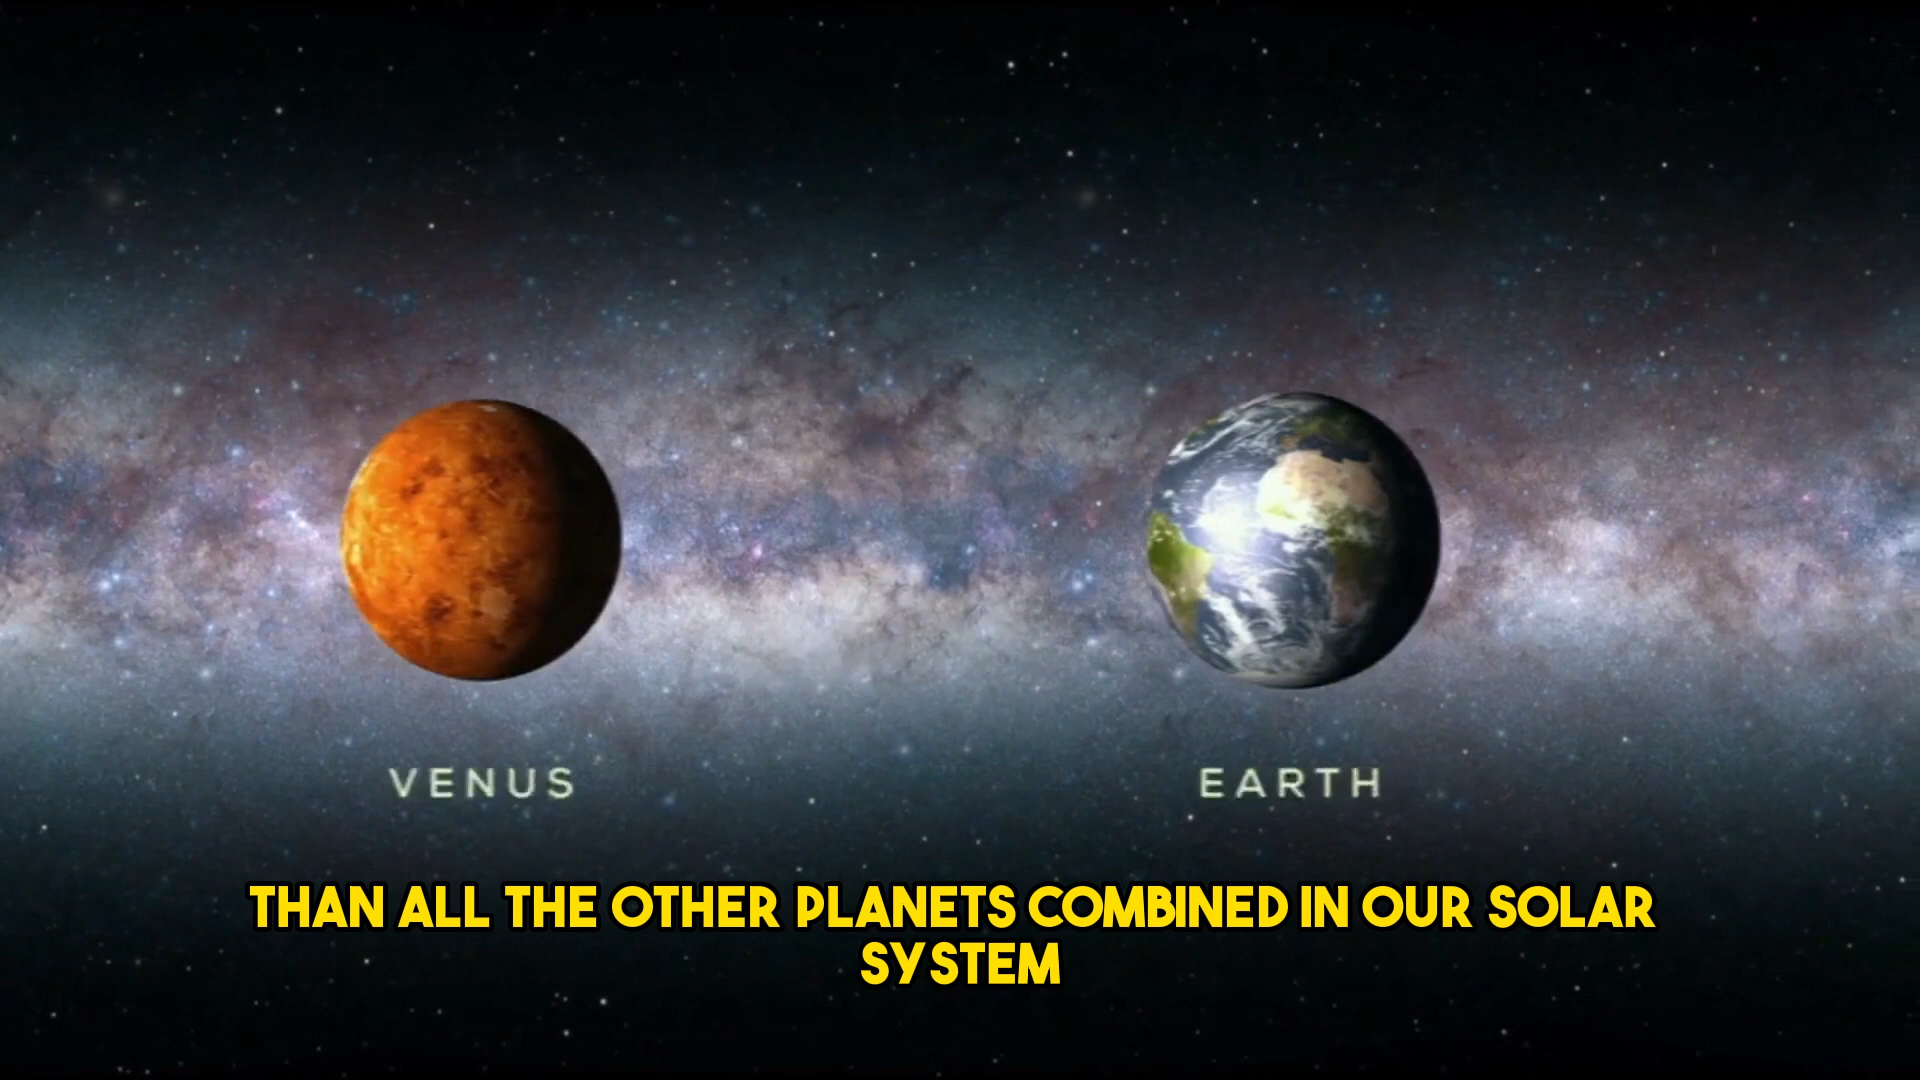 VENUS
EARTH
THAN ALL THE OTHER PLANETS COMBINED IN OUR SOLAR
SYSTEM